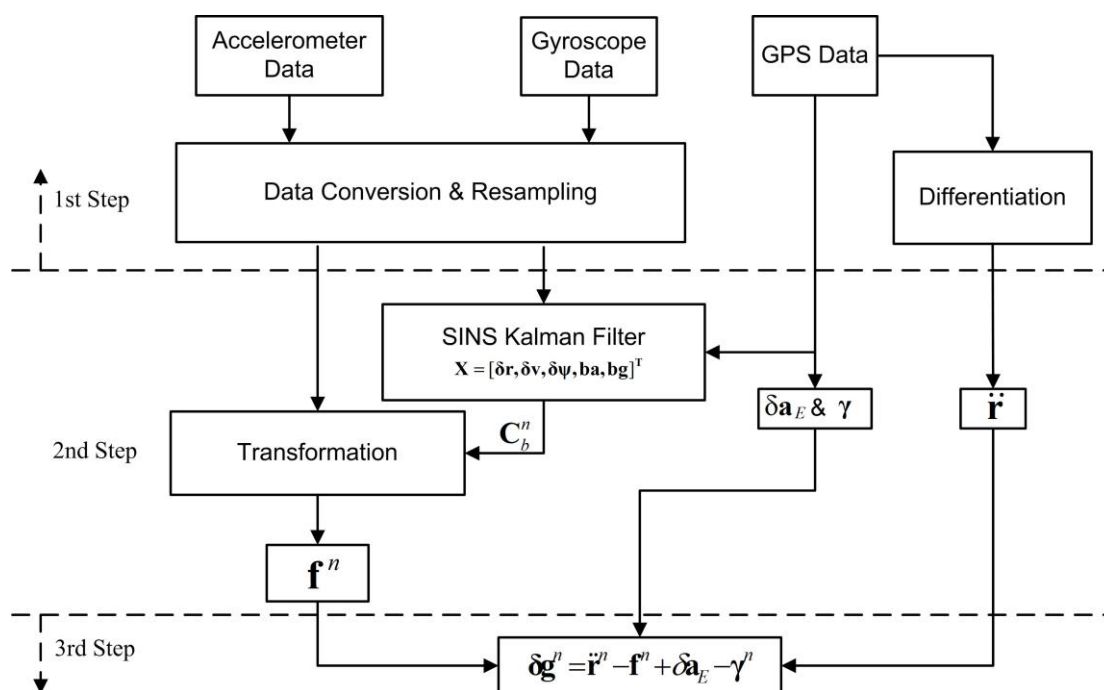 Accelerometer
Data
Gyroscope
Data
GPS Data
1st Step
Data Conversion & Resampling
Differentiation
SINS Kalman Filter
X = [δr, δv, δψ, ba, bg]ᵀ
δa_E & γ
r̈
2nd Step
Transformation
C_b^n
f^n
3rd Step
δg^n = r̈^n − f^n + δa_E − γ^n